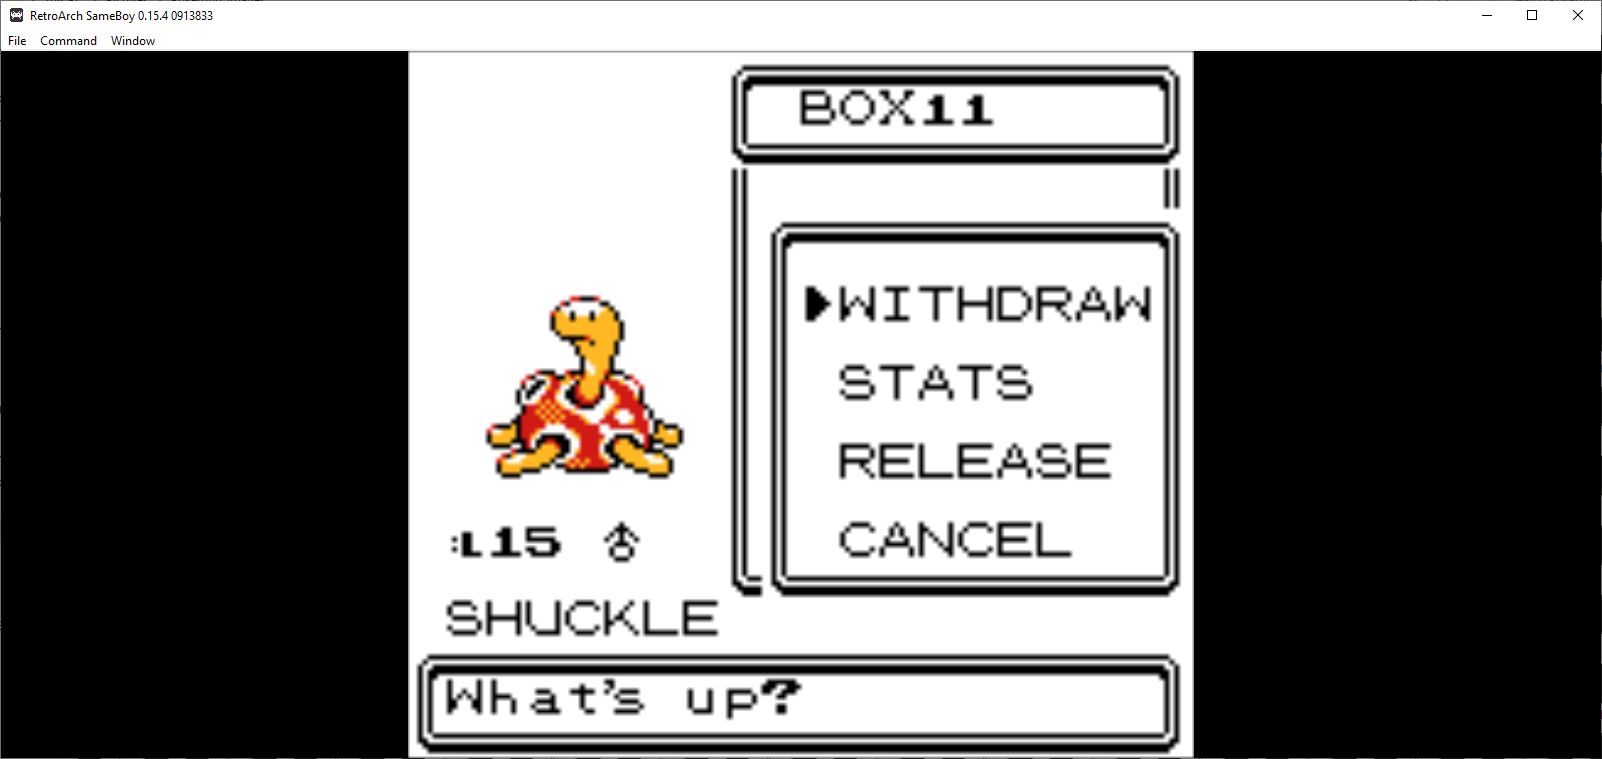 RetroArch SameBoy 0.15.4 0913833
File Command Window
BOX11
WITHDRAW
STATS
RELEASE
CANCEL
:L15 ♂
SHUCKLE
What's up?